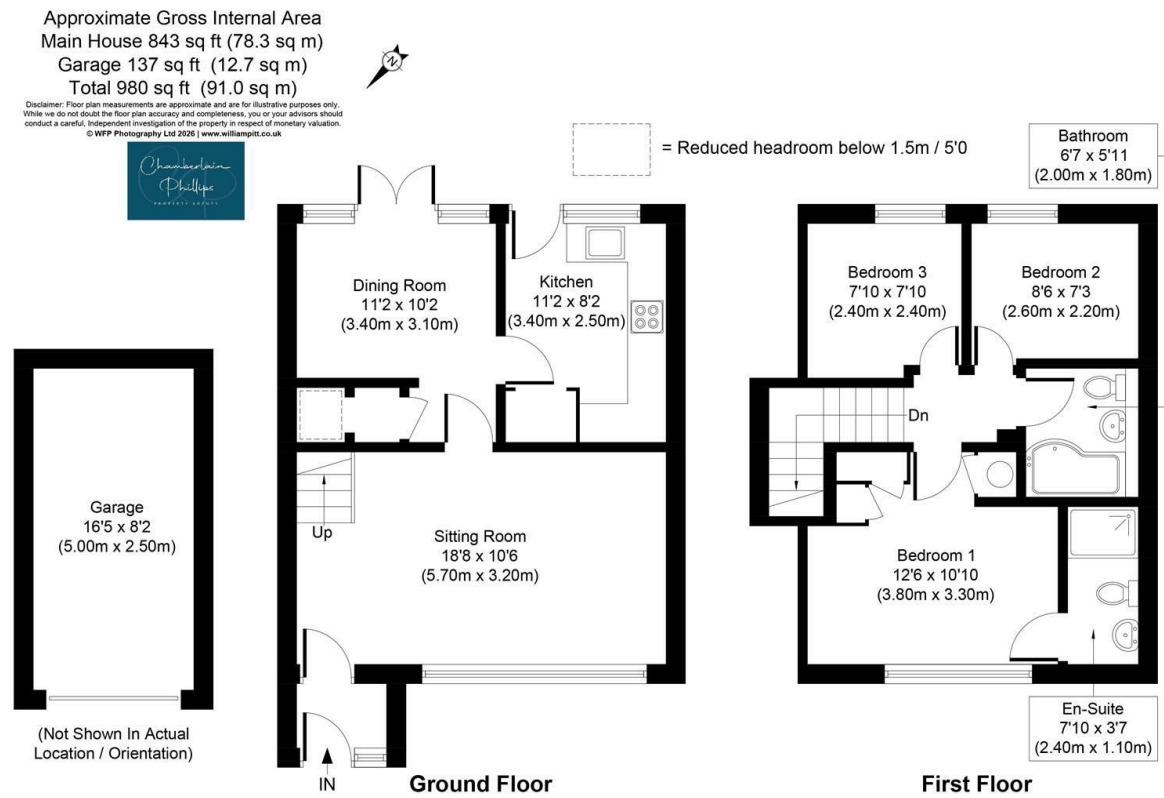 Approximate Gross Internal Area
Main House 843 sq ft (78.3 sq m)
Garage 137 sq ft (12.7 sq m)
Total 980 sq ft (91.0 sq m)
Disclaimer: Floor plan measurements are approximate and are for illustrative purposes only.
While we do not doubt the floor plan accuracy and completeness, you or your advisors should
conduct a careful, Independent investigation of the property in respect of monetary valuation.
© WFP Photography Ltd 2026 | www.williampitt.co.uk
N
Chamberlain
Phillips
PROPERTY AGENTS
= Reduced headroom below 1.5m / 5'0
Bathroom
6'7 x 5'11
(2.00m x 1.80m)
Dining Room
11'2 x 10'2
(3.40m x 3.10m)
Kitchen
11'2 x 8'2
(3.40m x 2.50m)
Bedroom 3
7'10 x 7'10
(2.40m x 2.40m)
Bedroom 2
8'6 x 7'3
(2.60m x 2.20m)
Dn
Garage
16'5 x 8'2
(5.00m x 2.50m)
Up
Sitting Room
18'8 x 10'6
(5.70m x 3.20m)
Bedroom 1
12'6 x 10'10
(3.80m x 3.30m)
En-Suite
7'10 x 3'7
(2.40m x 1.10m)
(Not Shown In Actual
Location / Orientation)
IN
Ground Floor
First Floor